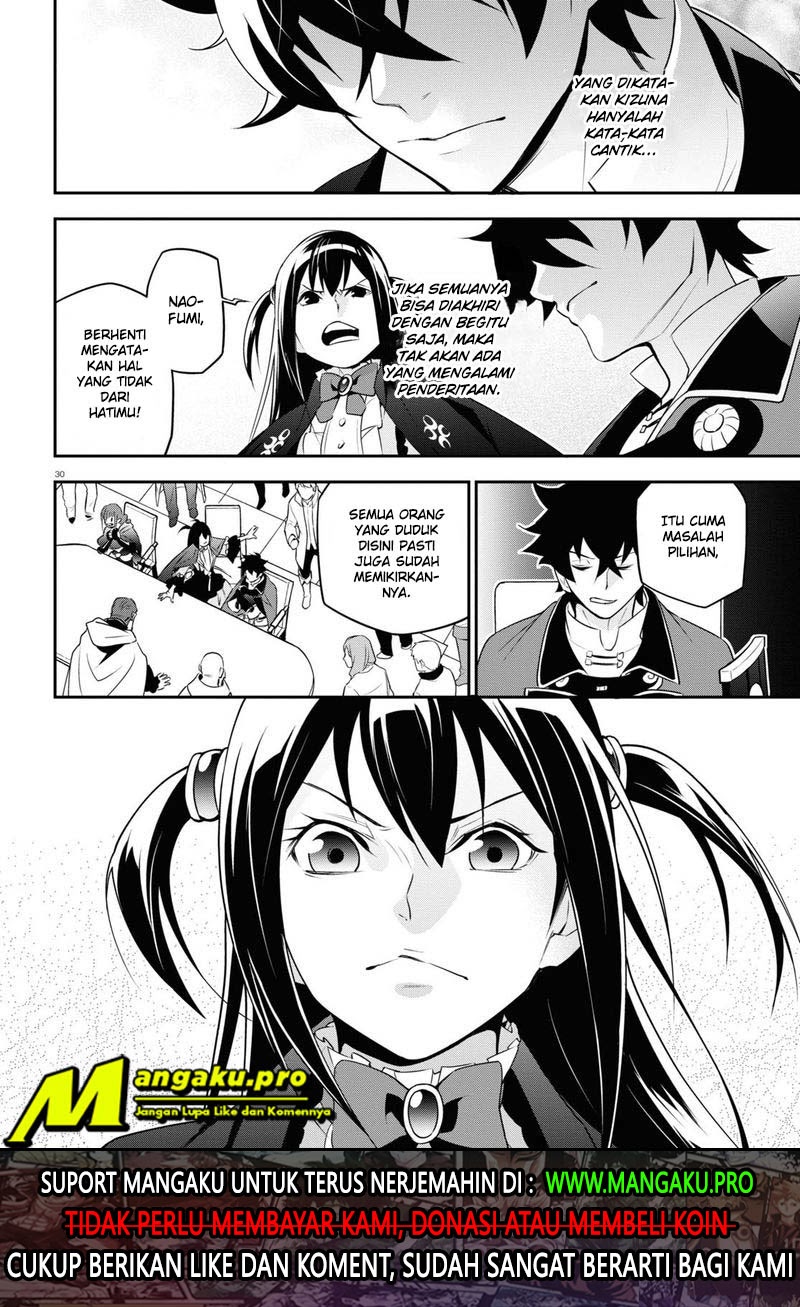 YANG DIKATA-
KAN KIZUNA
HANYALAH
KATA-KATA
CANTIK...
JIKA SEMUANYA
BISA DIAKHIRI
DENGAN BEGITU
SAJA, MAKA
TAK AKAN ADA
YANG MENGALAMI
PENDERITAAN.
NAO-
FUMI,
BERHENTI
MENGATA-
KAN HAL
YANG TIDAK
DARI
HATIMU!
30
ITU CUMA
MASALAH
PILIHAN,
SEMUA ORANG
YANG DUDUK
DISINI PASTI
JUGA SUDAH
MEMIKIRKAN-
NYA.
Mangaku.pro
Jangan Lupa Like dan Komennya
SUPORT MANGAKU UNTUK TERUS NERJEMAHIN DI : WWW.MANGAKU.PRO
TIDAK PERLU MEMBAYAR KAMI, DONASI ATAU MEMBELI KOIN
CUKUP BERIKAN LIKE DAN KOMENT, SUDAH SANGAT BERARTI BAGI KAMI